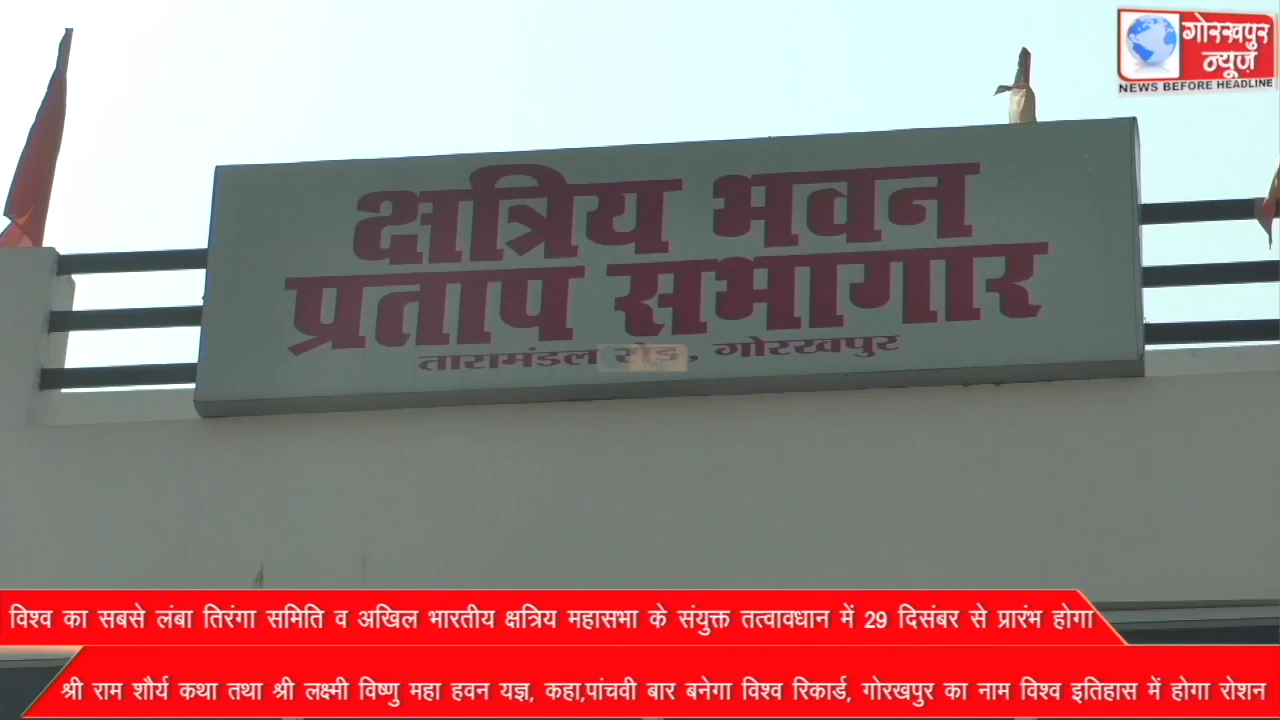 गोरखपुर
न्यूज़
NEWS BEFORE HEADLINE
क्षत्रिय भवन
प्रताप सभागार
तारामंडल रोड, गोरखपुर
विश्व का सबसे लंबा तिरंगा समिति व अखिल भारतीय क्षत्रिय महासभा के संयुक्त तत्वावधान में 29 दिसंबर से प्रारंभ होगा
श्री राम शौर्य कथा तथा श्री लक्ष्मी विष्णु महा हवन यज्ञ, कहा,पांचवी बार बनेगा विश्व रिकार्ड, गोरखपुर का नाम विश्व इतिहास में होगा रोशन